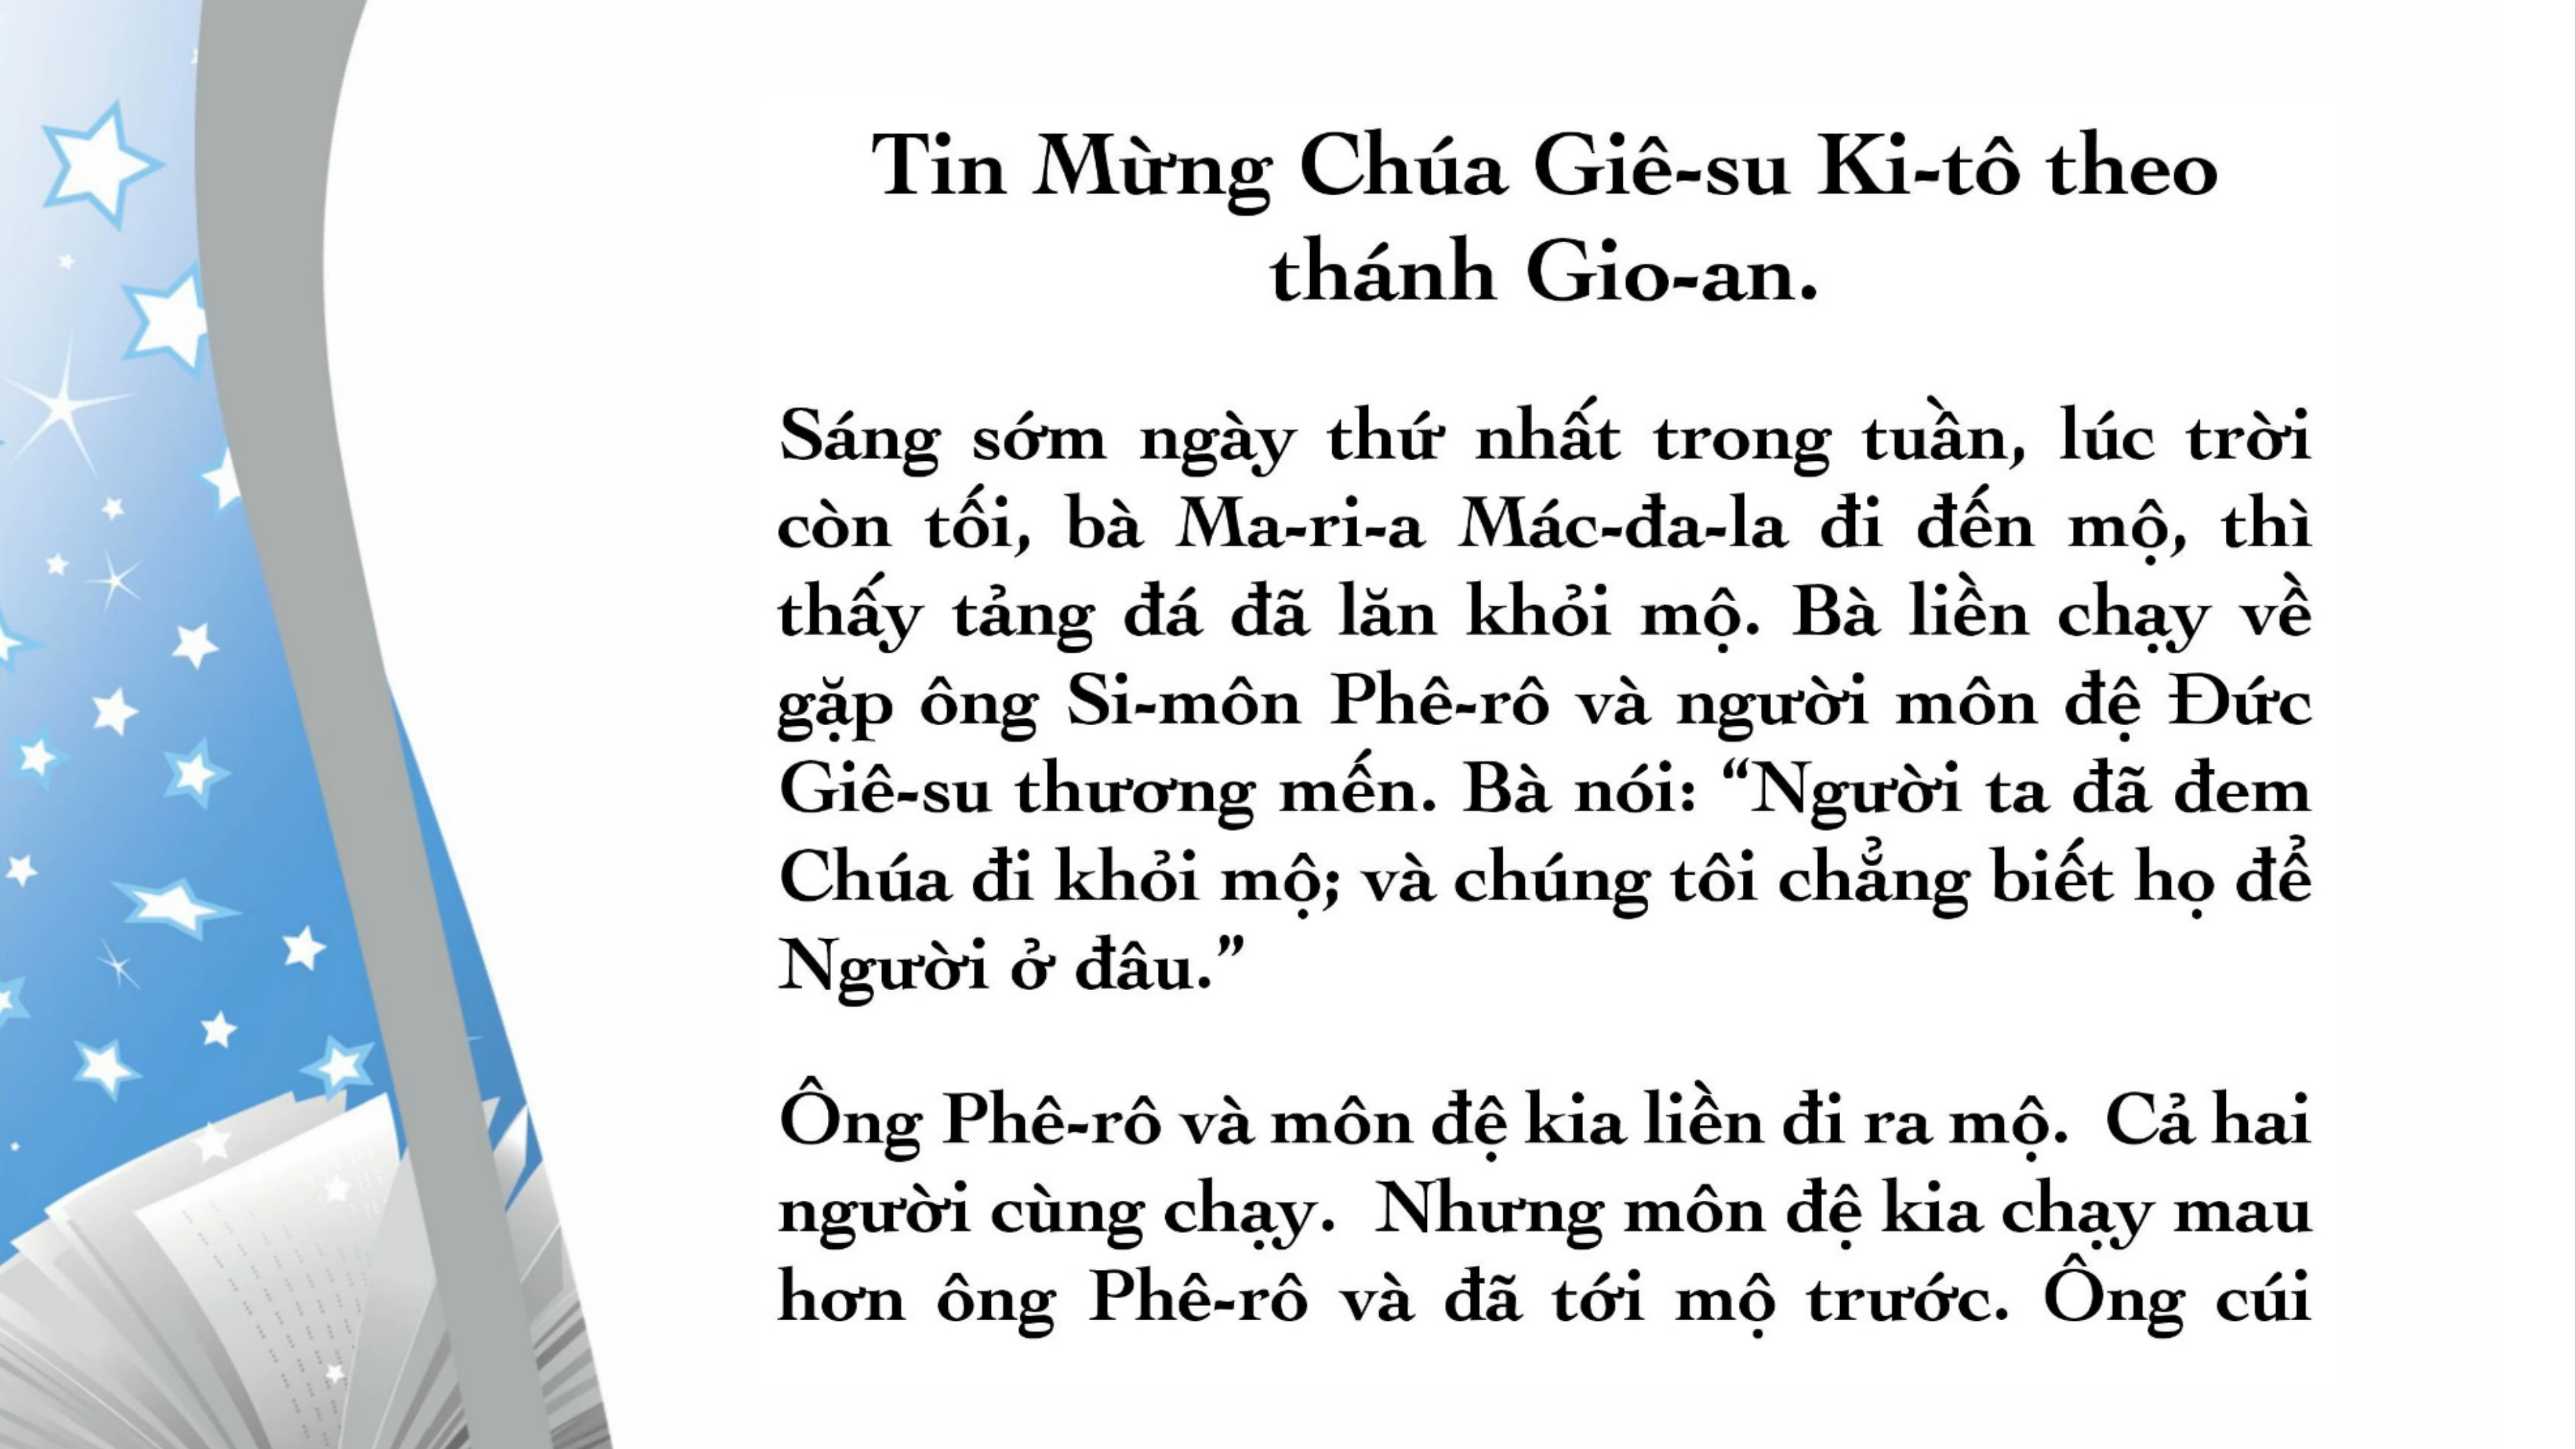 Tin Mừng Chúa Giê-su Ki-tô theo
thánh Gio-an.
Sáng sớm ngày thứ nhất trong tuần, lúc trời
còn tối, bà Ma-ri-a Mác-đa-la đi đến mộ, thì
thấy tảng đá đã lăn khỏi mộ. Bà liền chạy về
gặp ông Si-môn Phê-rô và người môn đệ Đức
Giê-su thương mến. Bà nói: “Người ta đã đem
Chúa đi khỏi mộ; và chúng tôi chẳng biết họ để
Người ở đâu.”
Ông Phê-rô và môn đệ kia liền đi ra mộ.  Cả hai
người cùng chạy.  Nhưng môn đệ kia chạy mau
hơn ông Phê-rô và đã tới mộ trước. Ông cúi